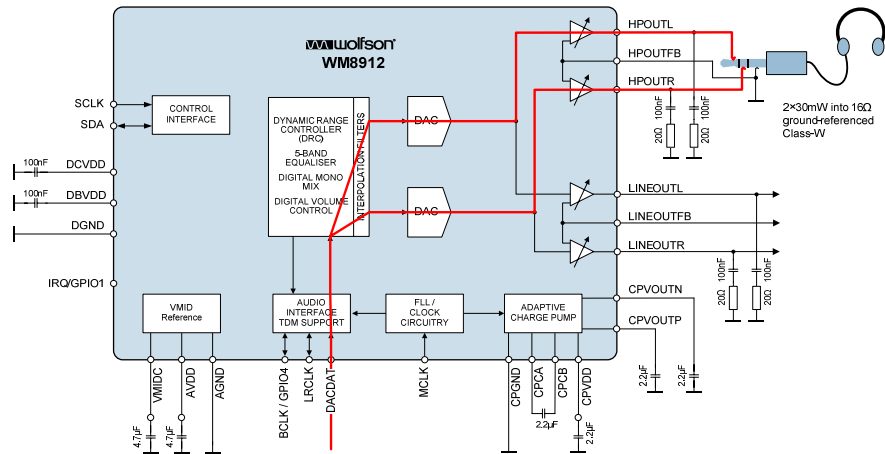 wolfson
WM8912
HPOUTL
HPOUTFB
HPOUTR
100nF
100nF
20Ω
20Ω
2×30mW into 16Ω
ground-referenced
Class-W
SCLK
SDA
CONTROL
INTERFACE
DYNAMIC RANGE
CONTROLLER
(DRC)
5-BAND
EQUALISER
DIGITAL MONO
MIX
DIGITAL VOLUME
CONTROL
INTERPOLATION FILTERS
DAC
DAC
DCVDD
100nF
DBVDD
100nF
DGND
IRQ/GPIO1
LINEOUTL
LINEOUTFB
LINEOUTR
100nF
100nF
20Ω
20Ω
VMID
Reference
AUDIO
INTERFACE
TDM SUPPORT
FLL /
CLOCK
CIRCUITRY
ADAPTIVE
CHARGE PUMP
CPVOUTN
CPVOUTP
2.2µF
2.2µF
VMIDC
AVDD
AGND
BCLK / GPIO4
LRCLK
DACDAT
MCLK
CPGND
CPCA
CPCB
CPVDD
4.7µF
4.7µF
2.2µF
2.2µF